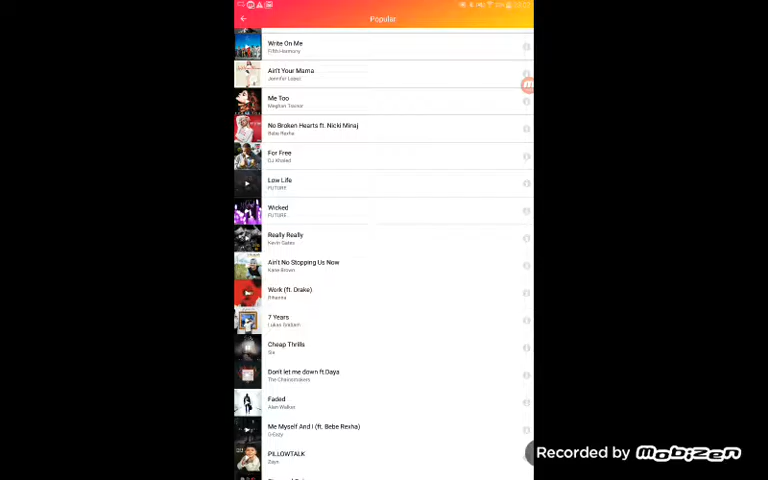 Popular
Write On Me
Fifth Harmony
Ain't Your Mama
Jennifer Lopez
Me Too
Meghan Trainor
No Broken Hearts ft. Nicki Minaj
Bebe Rexha
For Free
DJ Khaled
Low Life
FUTURE
Wicked
FUTURE
Really Really
Kevin Gates
Ain't No Stopping Us Now
Kane Brown
Work (ft. Drake)
Rihanna
7 Years
Lukas Graham
Cheap Thrills
Sia
Don't let me down ft.Daya
The Chainsmokers
Faded
Alan Walker
Me Myself And I (ft. Bebe Rexha)
G-Eazy
PILLOWTALK
Zayn
Recorded by Mobizen